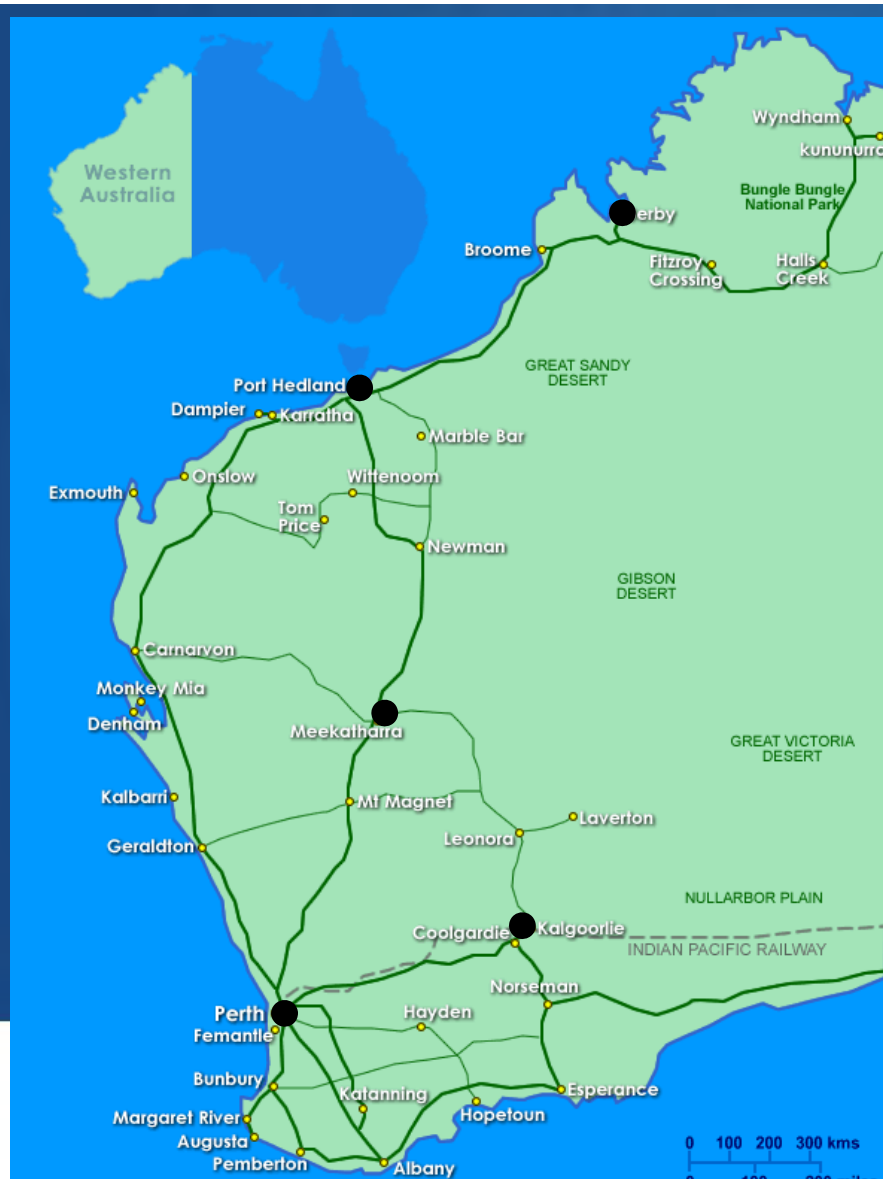 Western
Australia
Wyndham
kununurra
Bungle Bungle
National Park
erby
Broome
Fitzroy
Crossing
Halls
Creek
GREAT SANDY
DESERT
Port Hedland
Dampier
Karratha
Marble Bar
Onslow
Wittenoom
Exmouth
Tom
Price
Newman
GIBSON
DESERT
Carnarvon
Monkey Mia
Denham
Meekatharra
GREAT VICTORIA
DESERT
Kalbarri
Mt Magnet
Laverton
Leonora
Geraldton
NULLARBOR PLAIN
Coolgardie
Kalgoorlie
INDIAN PACIFIC RAILWAY
Norseman
Perth
Hayden
Femantle
Bunbury
Katanning
Esperance
Margaret River
Hopetoun
Augusta
Pemberton
Albany
0 100 200 300 kms